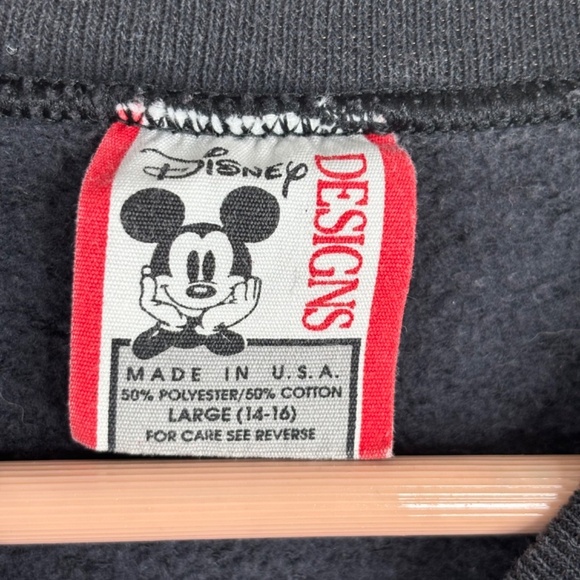 Disney
DESIGNS
MADE IN U.S.A.
50% POLYESTER/50% COTTON
LARGE (14-16)
FOR CARE SEE REVERSE